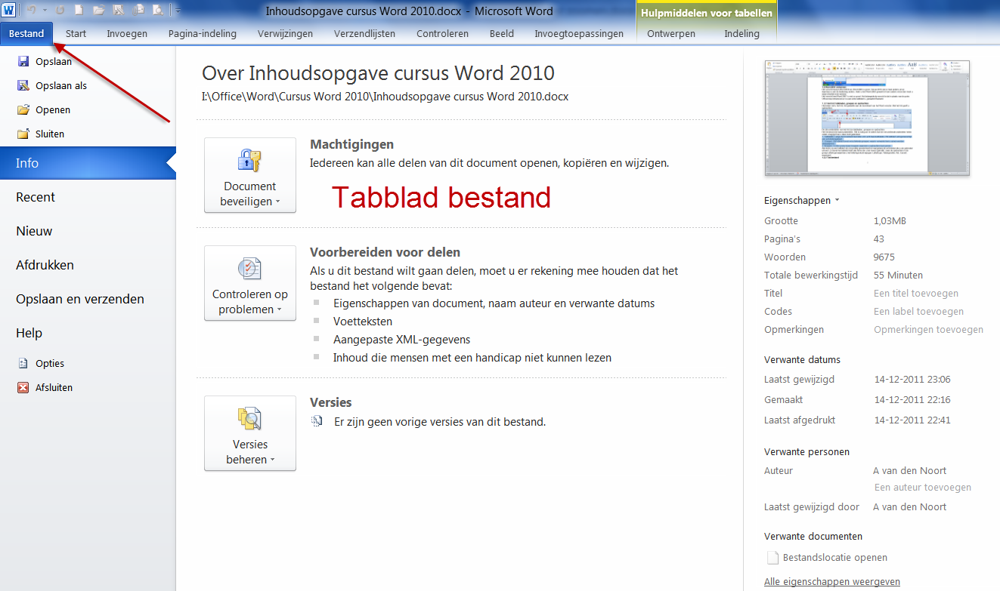 Inhoudsopgave cursus Word 2010.docx - Microsoft Word
Hulpmiddelen voor tabellen
Bestand Start Invoegen Pagina-indeling Verwijzingen Verzendlijsten Controleren Beeld Invoegtoepassingen Ontwerpen Indeling
Opslaan
Opslaan als
Openen
Sluiten
Info
Recent
Nieuw
Afdrukken
Opslaan en verzenden
Help
Opties
Afsluiten
Over Inhoudsopgave cursus Word 2010
I:\Office\Word\Cursus Word 2010\Inhoudsopgave cursus Word 2010.docx
Document
beveiligen
Machtigingen
Iedereen kan alle delen van dit document openen, kopiëren en wijzigen.
Tabblad bestand
Controleren op
problemen
Voorbereiden voor delen
Als u dit bestand wilt gaan delen, moet u er rekening mee houden dat het
bestand het volgende bevat:
Eigenschappen van document, naam auteur en verwante datums
Voetteksten
Aangepaste XML-gegevens
Inhoud die mensen met een handicap niet kunnen lezen
Versies
beheren
Versies
Er zijn geen vorige versies van dit bestand.
Eigenschappen
Grootte 1,03MB
Pagina's 43
Woorden 9675
Totale bewerkingstijd 55 Minuten
Titel Een titel toevoegen
Codes Een label toevoegen
Opmerkingen Opmerkingen toevoegen
Verwante datums
Laatst gewijzigd 14-12-2011 23:06
Gemaakt 14-12-2011 22:16
Laatst afgedrukt 14-12-2011 22:41
Verwante personen
Auteur A van den Noort
Een auteur toevoegen
Laatst gewijzigd door A van den Noort
Verwante documenten
Bestandslocatie openen
Alle eigenschappen weergeven